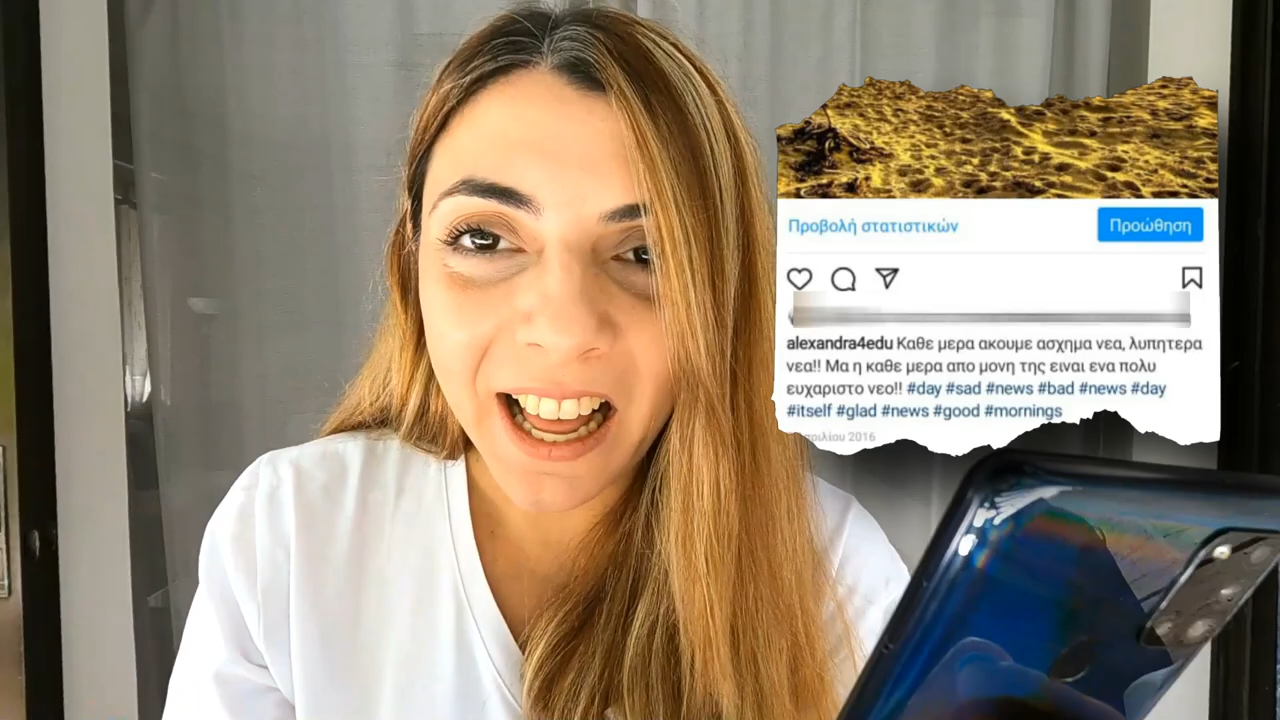 Προβολή στατιστικών Προώθηση
alexandra4edu Καθε μερα ακουμε ασχημα νεα, λυπητερα
νεα!! Μα η καθε μερα απο μονη της ειναι ενα πολυ
ευχαριστο νεο!! #day #sad #news #bad #news #day
#itself #glad #news #good #mornings
2016